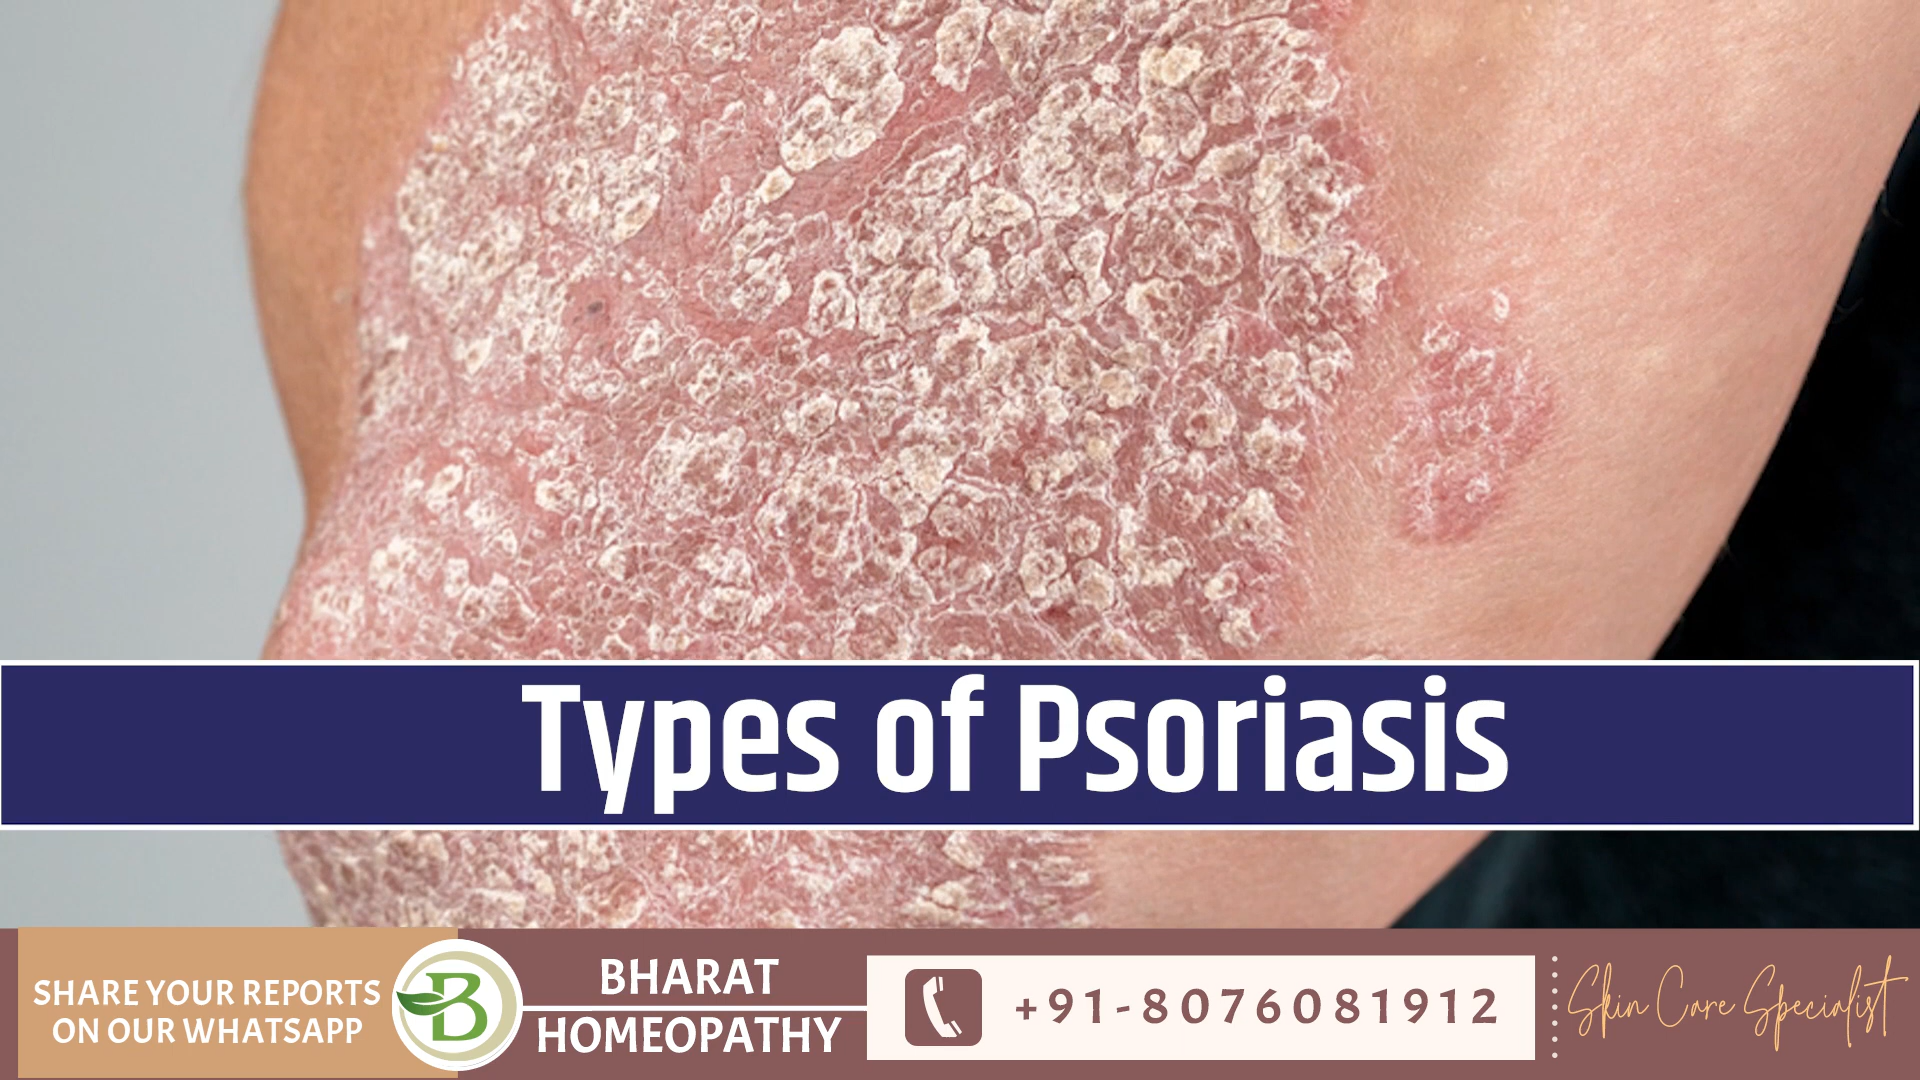 Types of Psoriasis
SHARE YOUR REPORTS
ON OUR WHATSAPP
B
BHARAT
HOMEOPATHY
+91-8076081912
Skin Care Specialist